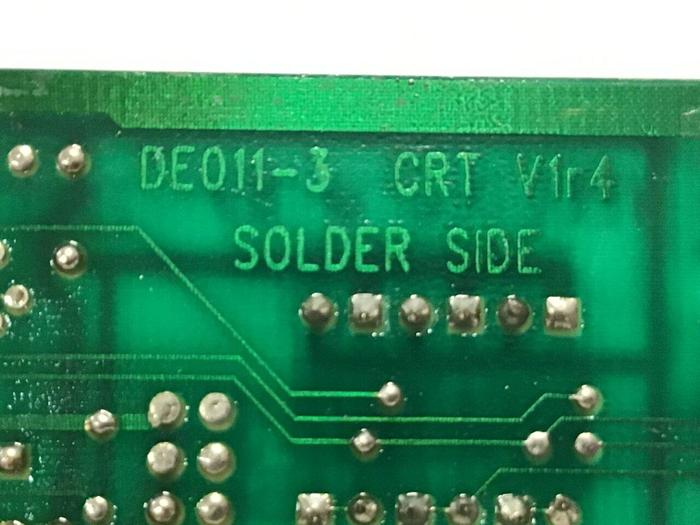 DE011-3 CRT V1r4
SOLDER SIDE